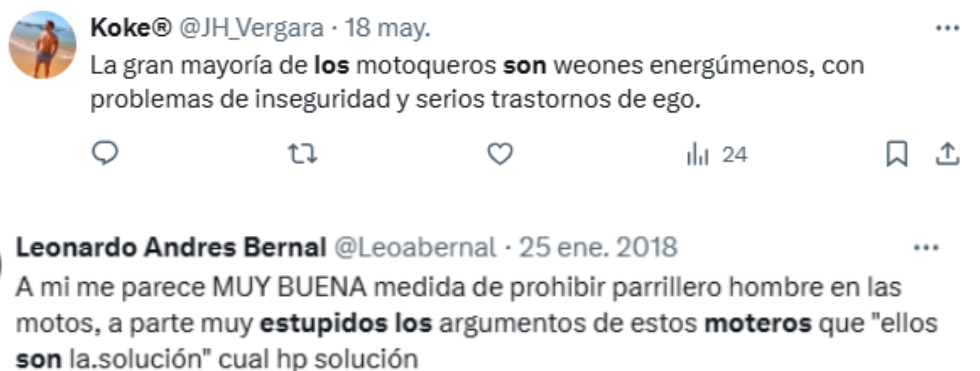 Koke® @JH_Vergara · 18 may.
La gran mayoría de los motoqueros son weones energúmenos, con
problemas de inseguridad y serios trastornos de ego.
24
Leonardo Andres Bernal @Leoabernal · 25 ene. 2018
A mi me parece MUY BUENA medida de prohibir parrillero hombre en las
motos, a parte muy estupidos los argumentos de estos moteros que "ellos
son la.solución" cual hp solución